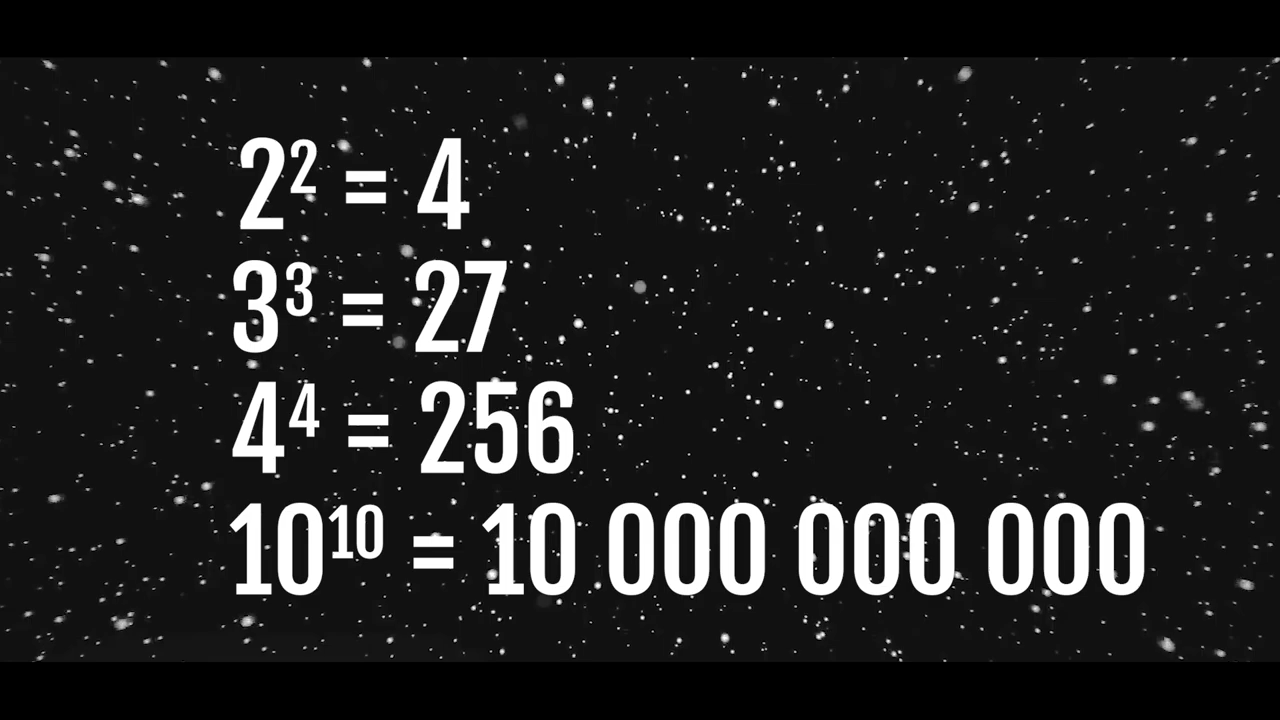 2² = 4
3³ = 27
4⁴ = 256
10¹⁰ = 10 000 000 000